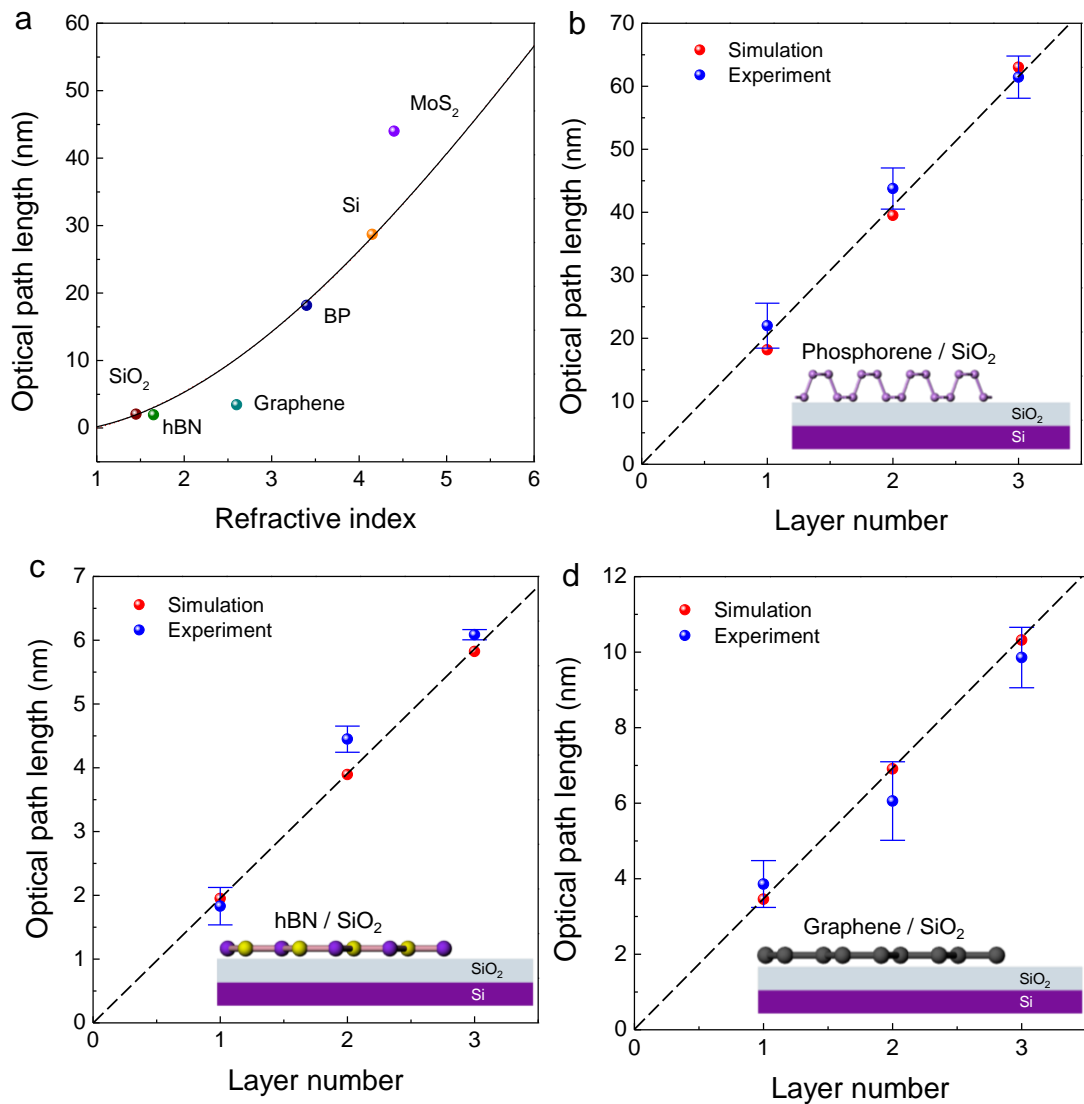 a
60
50
40
30
20
10
0
1
2
3
4
5
6
Optical path length (nm)
Refractive index
MoS₂
Si
BP
SiO₂
hBN
Graphene
b
70
60
50
40
30
20
10
0
0
1
2
3
Optical path length (nm)
Layer number
Simulation
Experiment
Phosphorene / SiO₂
SiO₂
Si
c
7
6
5
4
3
2
1
0
0
1
2
3
Optical path length (nm)
Layer number
Simulation
Experiment
hBN / SiO₂
SiO₂
Si
d
12
10
8
6
4
2
0
0
1
2
3
Optical path length (nm)
Layer number
Simulation
Experiment
Graphene / SiO₂
SiO₂
Si